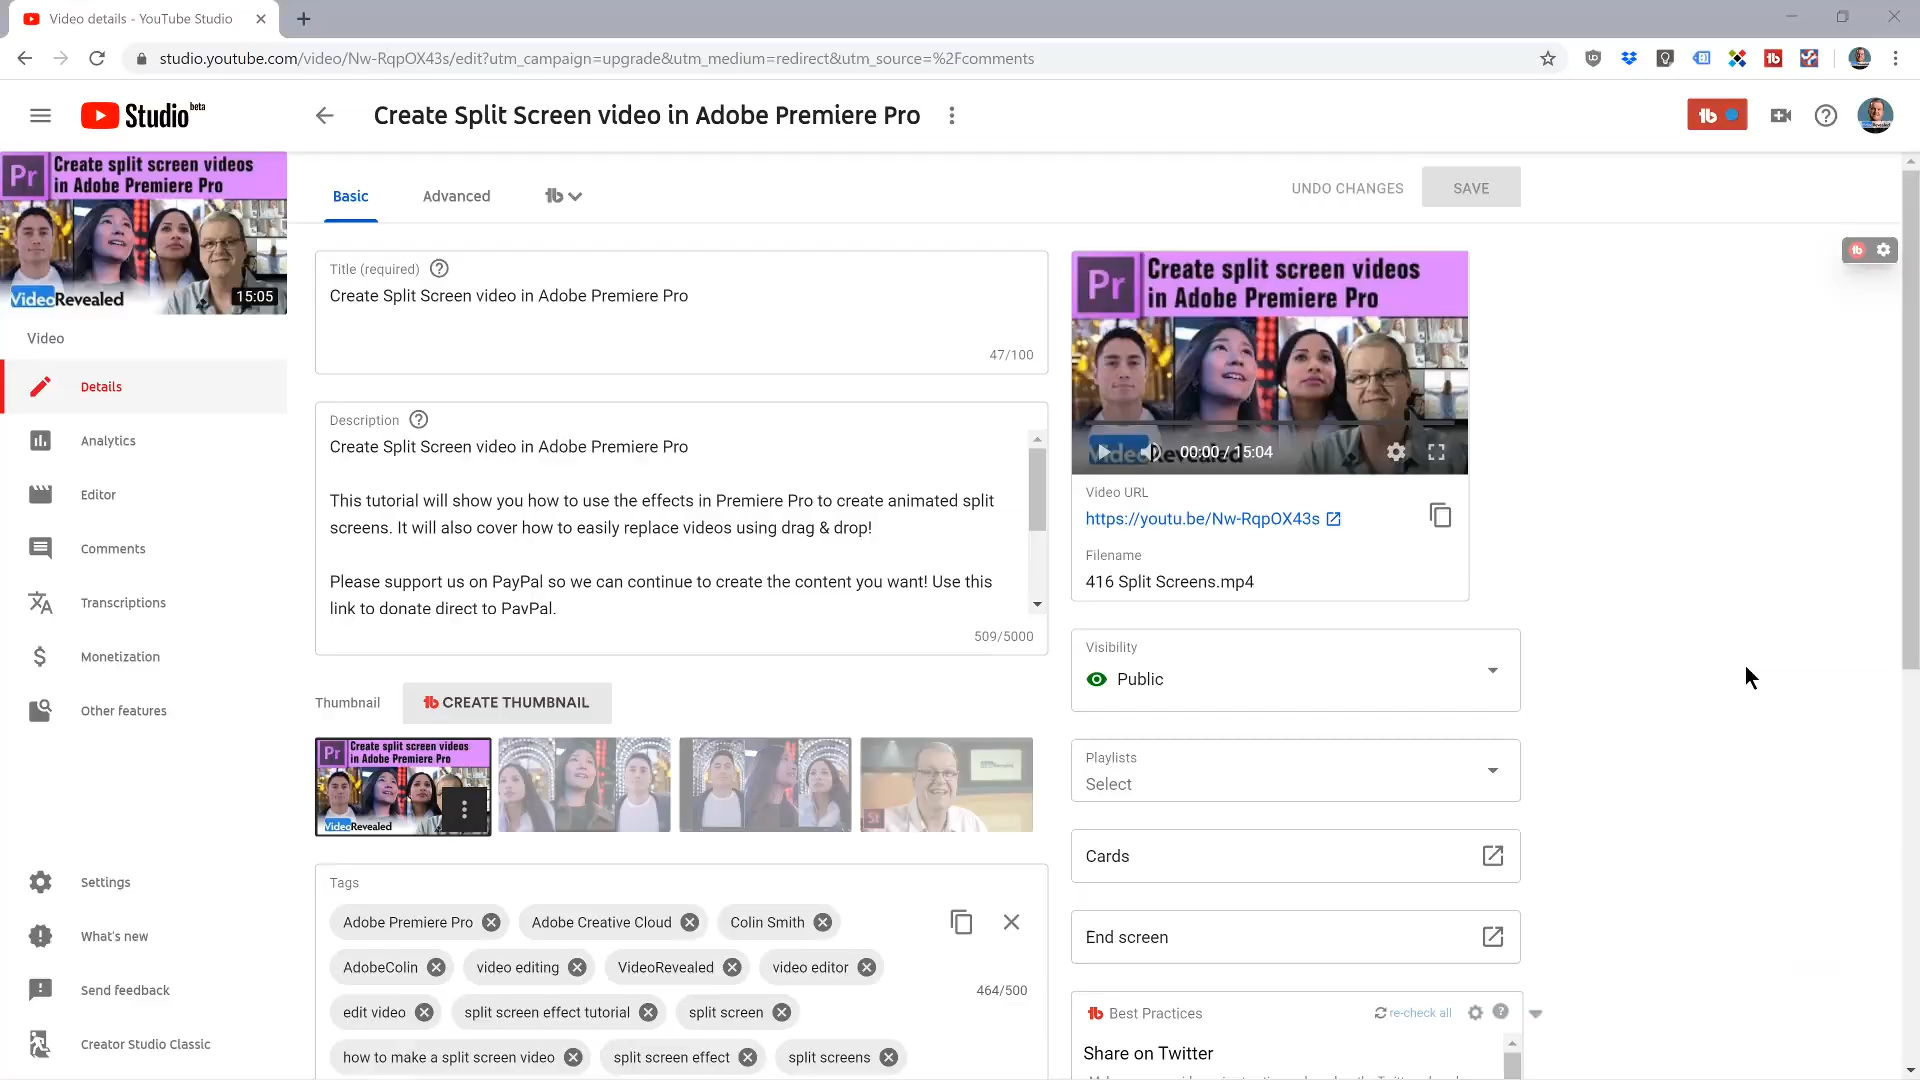 Video details - YouTube Studio
studio.youtube.com/video/Nw-RqpOX43s/edit?utm_campaign=upgrade&utm_medium=redirect&utm_source=%2Fcomments
Studio beta
Create Split Screen video in Adobe Premiere Pro
Pr
Create split screen videos
in Adobe Premiere Pro
VideoRevealed
15:05
Video
Details
Analytics
Editor
Comments
Transcriptions
Monetization
Other features
Settings
What's new
Send feedback
Creator Studio Classic
Basic
Advanced
UNDO CHANGES
SAVE
Title (required)
Create Split Screen video in Adobe Premiere Pro
47/100
Description
Create Split Screen video in Adobe Premiere Pro
This tutorial will show you how to use the effects in Premiere Pro to create animated split
screens. It will also cover how to easily replace videos using drag & drop!
Please support us on PayPal so we can continue to create the content you want! Use this
link to donate direct to PayPal.
509/5000
Thumbnail
CREATE THUMBNAIL
Pr
Create split screen videos
in Adobe Premiere Pro
VideoRevealed
Tags
Adobe Premiere Pro
Adobe Creative Cloud
Colin Smith
AdobeColin
video editing
VideoRevealed
video editor
464/500
edit video
split screen effect tutorial
split screen
how to make a split screen video
split screen effect
split screens
Pr
Create split screen videos
in Adobe Premiere Pro
VideoRevealed
00:00 / 15:04
Video URL
https://youtu.be/Nw-RqpOX43s
Filename
416 Split Screens.mp4
Visibility
Public
Playlists
Select
Cards
End screen
Best Practices
re-check all
Share on Twitter